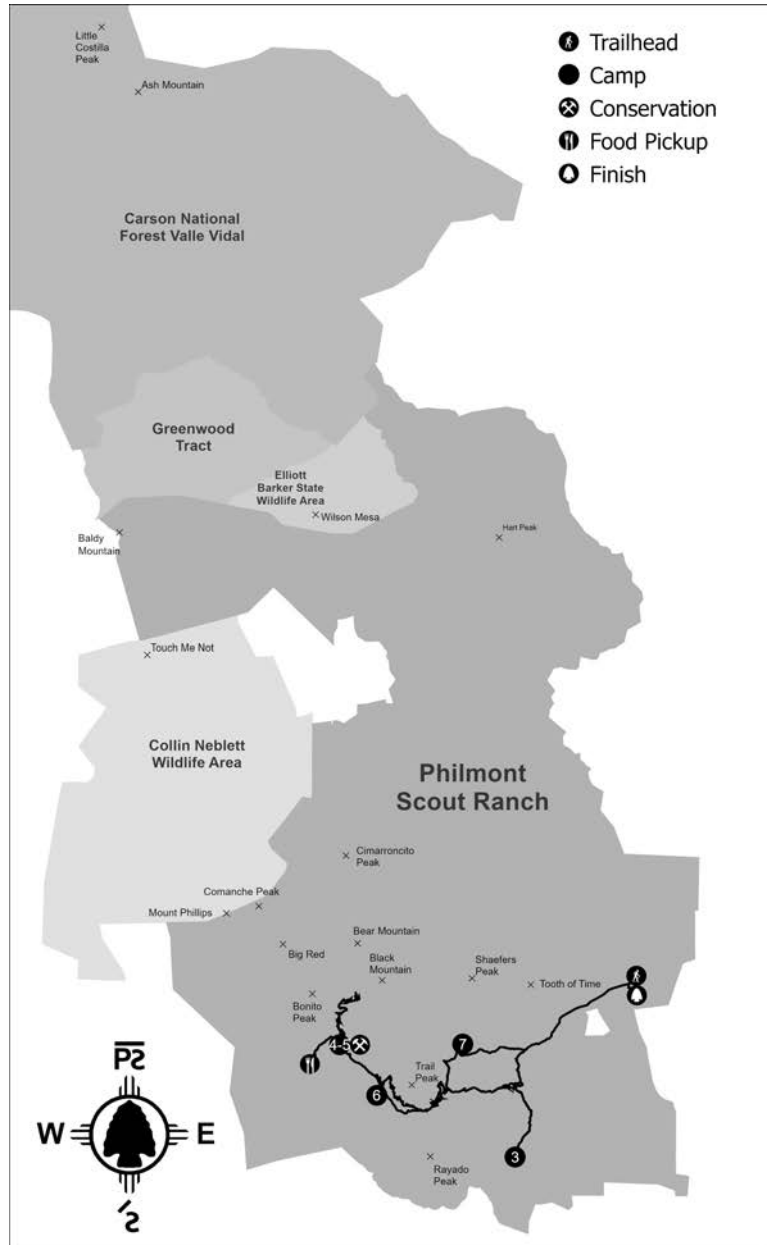 Little
Costilla
Peak
Ash Mountain
Trailhead
Camp
Conservation
Food Pickup
Finish
Carson National
Forest Valle Vidal
Greenwood
Tract
Elliott
Barker State
Wildlife Area
Wilson Mesa
Hart Peak
Baldy
Mountain
Touch Me Not
Collin Neblett
Wildlife Area
Philmont
Scout Ranch
Cimarroncito
Peak
Comanche Peak
Mount Phillips
Bear Mountain
Big Red
Black
Mountain
Shaefers
Peak
Tooth of Time
Bonito
Peak
4-5
7
Trail
Peak
6
3
Rayado
Peak
W
E